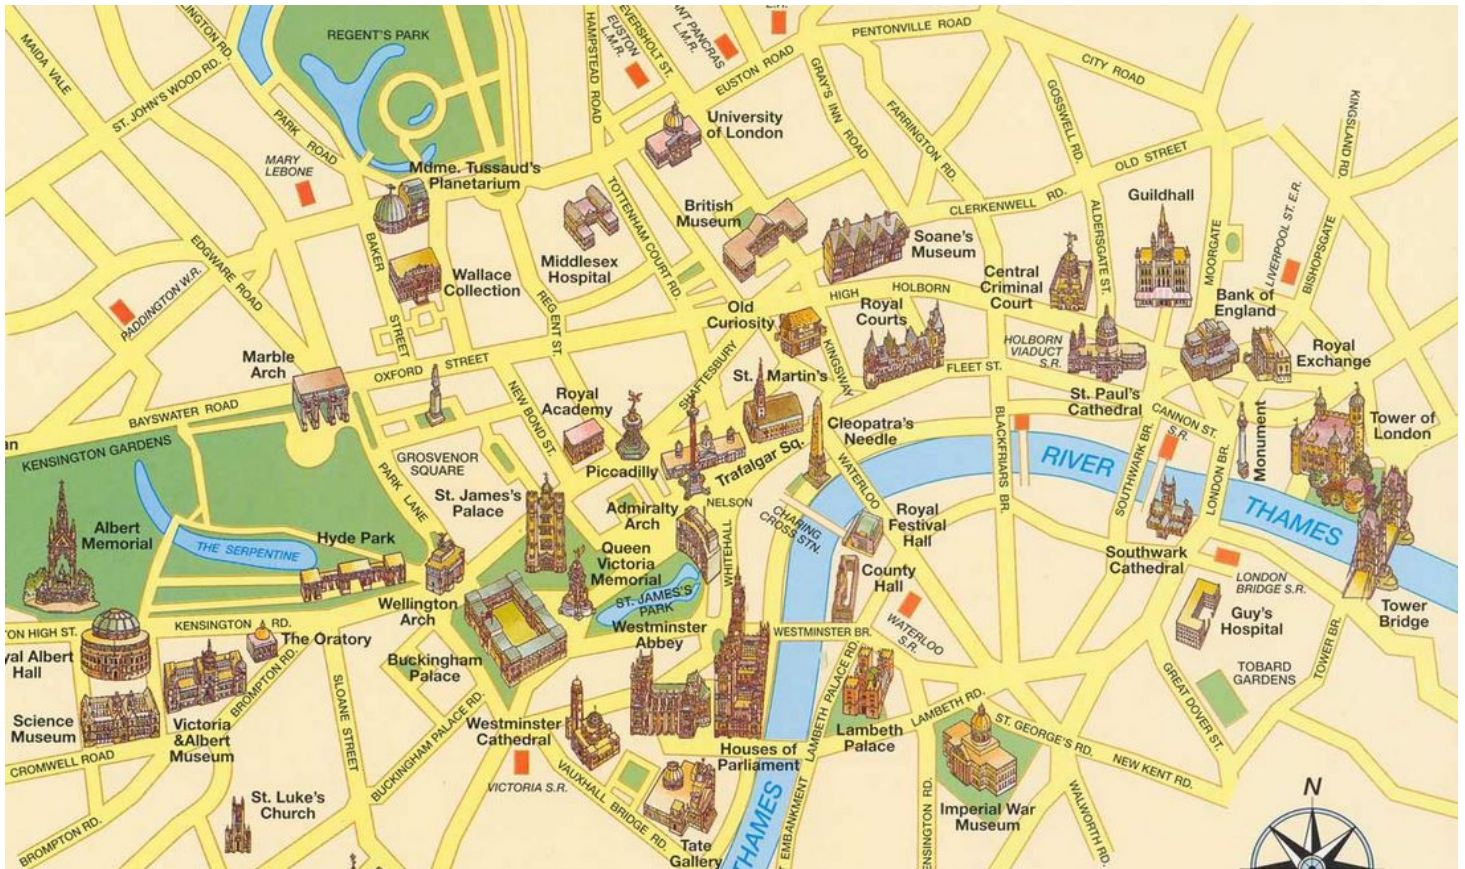 REGENT'S PARK
MAIDA VALE
ST. JOHN'S WOOD RD.
PARK ROAD
HAMPSTEAD ROAD
EVERSHOLT ST.
EUSTON
L.M.R.
PANCRAS
L.M.R.
EUSTON ROAD
PENTONVILLE ROAD
CITY ROAD
GRAY'S INN ROAD
FARRINGTON RD.
GOSSWELL RD.
OLD STREET
KINGSLAND RD.
University
of London
MARY
LEBONE
Mdme. Tussaud's
Planetarium
TOTTENHAM COURT RD.
British
Museum
CLERKENWELL RD.
ALDERSGATE ST.
Guildhall
MOORGATE
LIVERPOOL ST. E.R.
BISHOPSGATE
EDGWARE ROAD
PADDINGTON W.R.
BAKER
STREET
Wallace
Collection
Middlesex
Hospital
REGENT ST.
Soane's
Museum
Central
Criminal
Court
HIGH HOLBORN
Old
Curiosity
Royal
Courts
KINGSWAY
HOLBORN
VIADUCT
S.R.
Bank of
England
Royal
Exchange
Marble
Arch
OXFORD STREET
BAYSWATER ROAD
NEW BOND ST.
Royal
Academy
SHAFTESBURY
St. Martin's
FLEET ST.
St. Paul's
Cathedral
CANNON ST.
S.R.
Monument
Tower of
London
KENSINGTON GARDENS
PARK LANE
GROSVENOR
SQUARE
Piccadilly
Trafalgar Sq.
Cleopatra's
Needle
WATERLOO
BLACKFRIARS BR.
RIVER
THAMES
SOUTHWARK BR.
LONDON BR.
Albert
Memorial
THE SERPENTINE
Hyde Park
St. James's
Palace
Admiralty
Arch
NELSON
WHITEHALL
CHARING
CROSS STN.
Royal
Festival
Hall
County
Hall
WATERLOO
S.R.
Southwark
Cathedral
LONDON
BRIDGE S.R.
Guy's
Hospital
Tower
Bridge
TOWER BR.
Queen
Victoria
Memorial
ST. JAMES'S
PARK
Wellington
Arch
KENSINGTON RD.
TON HIGH ST.
yal Albert
Hall
The Oratory
BROMPTON RD.
Buckingham
Palace
Westminster
Abbey
WESTMINSTER BR.
LAMBETH PALACE RD.
TOBARD
GARDENS
GREAT DOVER ST.
Science
Museum
Victoria
&Albert
Museum
SLOANE STREET
BUCKINGHAM PALACE RD.
Westminster
Cathedral
Houses of
Parliament
Lambeth
Palace
LAMBETH RD.
ST. GEORGE'S RD.
NEW KENT RD.
CROMWELL ROAD
VICTORIA S.R.
VAUXHALL BRIDGE RD.
Imperial War
Museum
WALWORTH RD.
St. Luke's
Church
BROMPTON RD.
Tate
Gallery
THAMES
EMBANKMENT
N